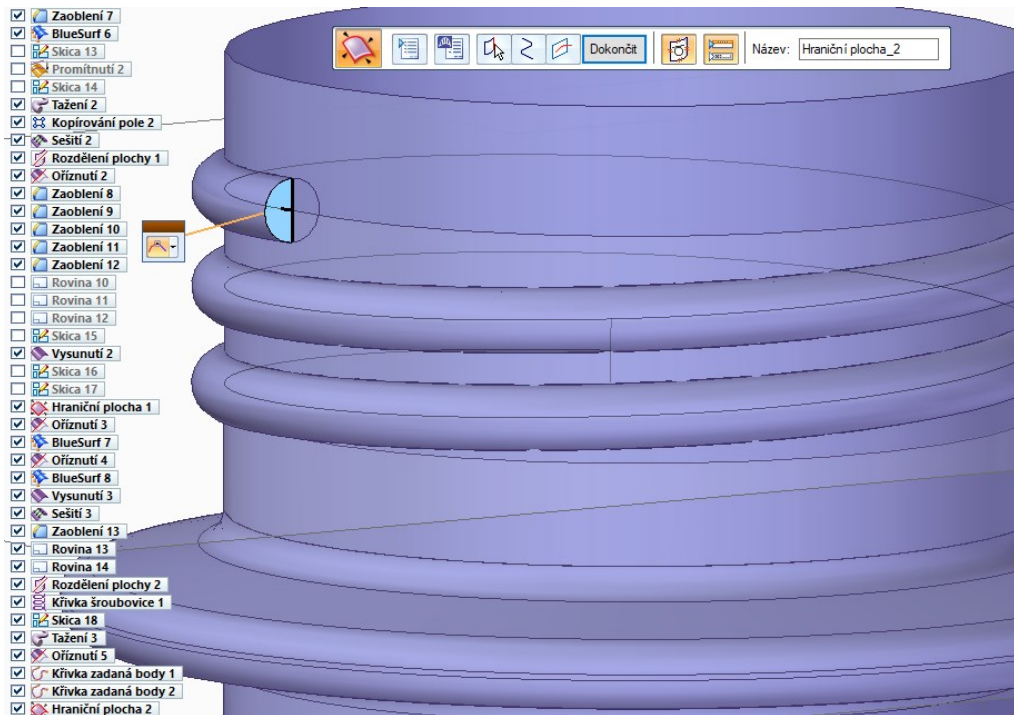 Zaoblení 7
BlueSurf 6
Skica 13
Promítnutí 2
Skica 14
Tažení 2
Kopírování pole 2
Sešití 2
Rozdělení plochy 1
Oříznutí 2
Zaoblení 8
Zaoblení 9
Zaoblení 10
Zaoblení 11
Zaoblení 12
Rovina 10
Rovina 11
Rovina 12
Skica 15
Vysunutí 2
Skica 16
Skica 17
Hraniční plocha 1
Oříznutí 3
BlueSurf 7
Oříznutí 4
BlueSurf 8
Vysunutí 3
Sešití 3
Zaoblení 13
Rovina 13
Rovina 14
Rozdělení plochy 2
Křivka šroubovice 1
Skica 18
Tažení 3
Oříznutí 5
Křivka zadaná body 1
Křivka zadaná body 2
Hraniční plocha 2
Dokončit
Název: Hraniční plocha_2